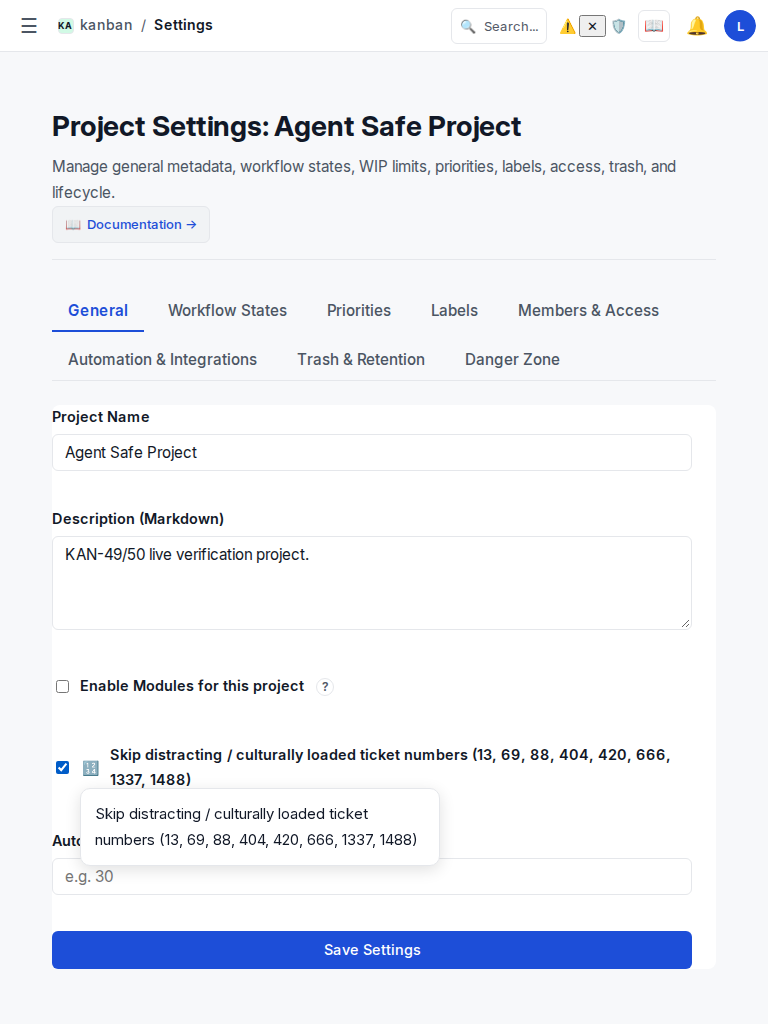 ☰ KA kanban / Settings 🔍 Search... ⚠️ ✕ 🛡️ 📖 🔔 L
Project Settings: Agent Safe Project
Manage general metadata, workflow states, WIP limits, priorities, labels, access, trash, and
lifecycle.
📖 Documentation →
General Workflow States Priorities Labels Members & Access
Automation & Integrations Trash & Retention Danger Zone
Project Name
Agent Safe Project
Description (Markdown)
KAN-49/50 live verification project.
Enable Modules for this project ?
🔢 Skip distracting / culturally loaded ticket numbers (13, 69, 88, 404, 420, 666,
1337, 1488)
Skip distracting / culturally loaded ticket
numbers (13, 69, 88, 404, 420, 666, 1337, 1488)
e.g. 30
Save Settings